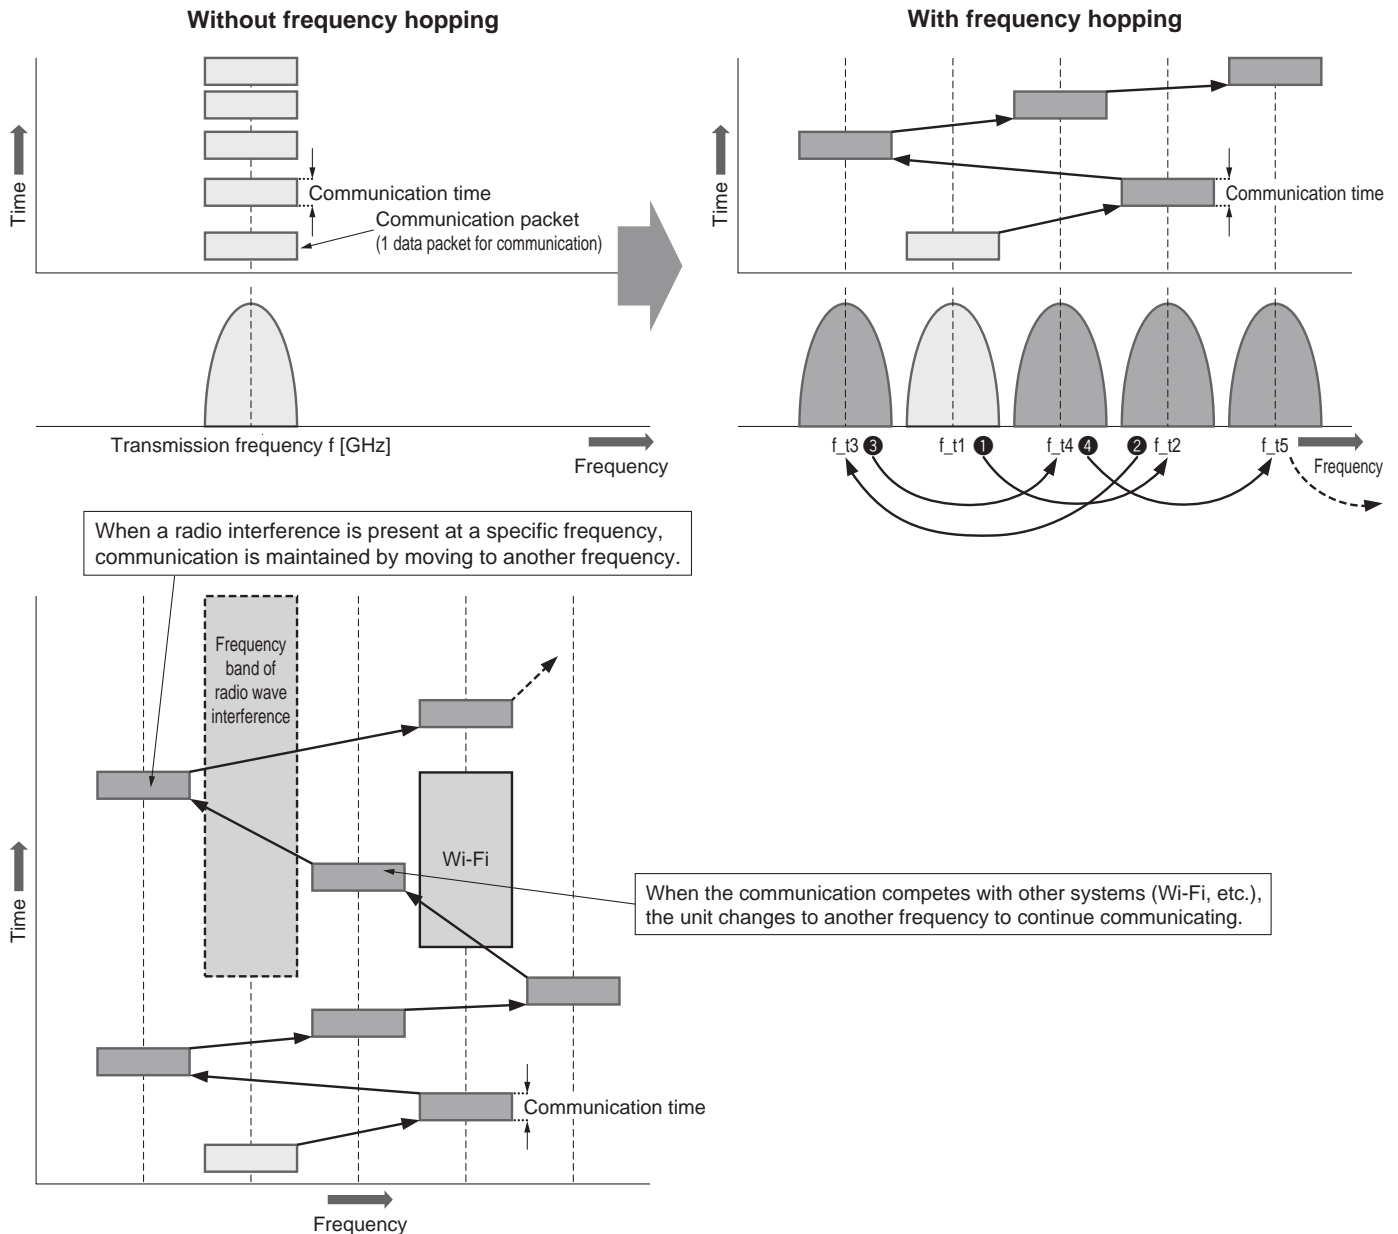 Without frequency hopping
Time
Communication time
Communication packet
(1 data packet for communication)
Transmission frequency f [GHz]
Frequency
With frequency hopping
Time
Communication time
f_t3 ❸ f_t1 ❶ f_t4 ❹ ❷ f_t2 f_t5
Frequency
When a radio interference is present at a specific frequency,
communication is maintained by moving to another frequency.
Frequency
band of
radio wave
interference
Wi-Fi
Time
When the communication competes with other systems (Wi-Fi, etc.),
the unit changes to another frequency to continue communicating.
Communication time
Frequency